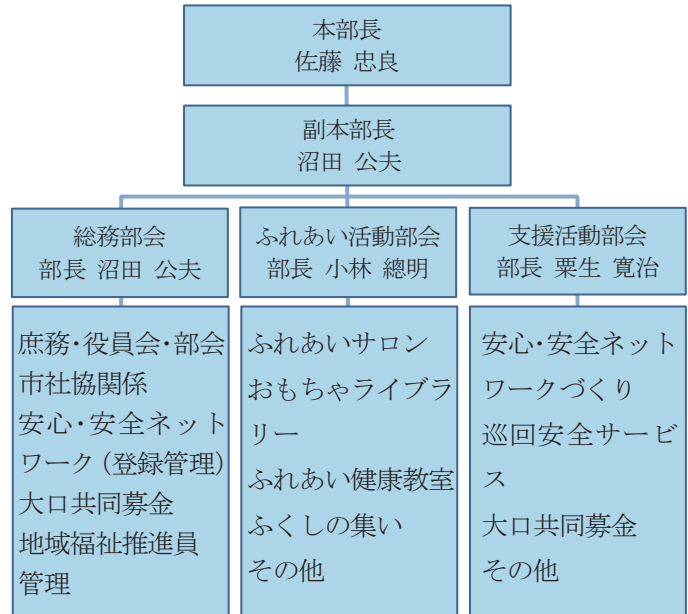 本部長
佐藤 忠良
副本部長
沼田 公夫
総務部会
部長 沼田 公夫
ふれあい活動部会
部長 小林 總明
支援活動部会
部長 粟生 寛治
庶務・役員会・部会
市社協関係
安心・安全ネット
ワーク（登録管理）
大口共同募金
地域福祉推進員
管理
ふれあいサロン
おもちゃライブラ
リー
ふれあい健康教室
ふくしの集い
その他
安心・安全ネット
ワークづくり
巡回安全サービ
ス
大口共同募金
その他